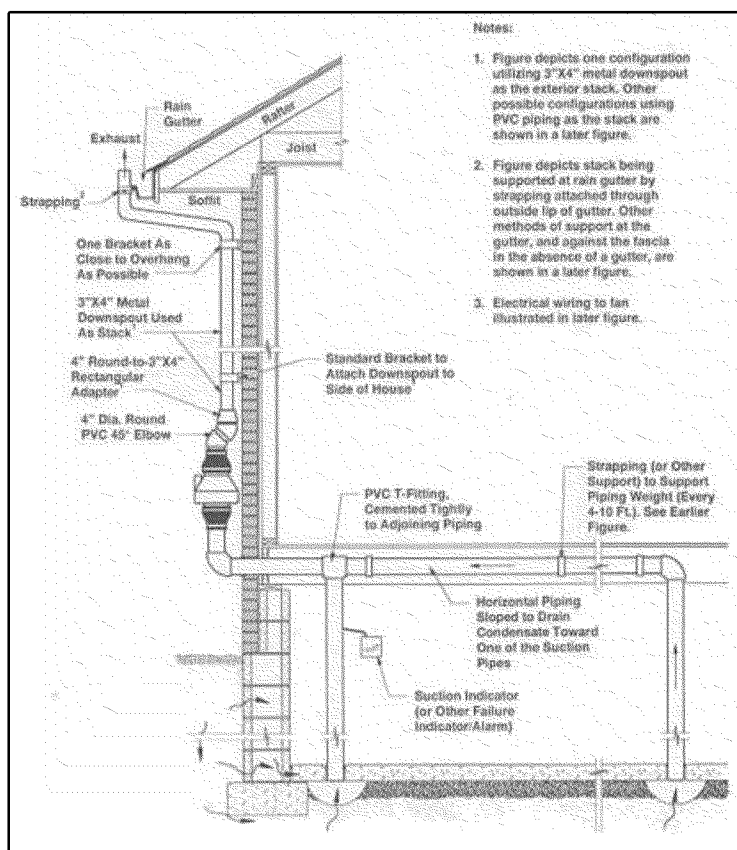 Notes:
1. Figure depicts one configuration
utilizing 3"X4" metal downspout
as the exterior stack. Other
possible configurations using
PVC piping as the stack are
shown in a later figure.
2. Figure depicts stack being
supported at rain gutter by
strapping attached through
outside lip of gutter. Other
methods of support at the
gutter, and against the fascia
in the absence of a gutter, are
shown in a later figure.
3. Electrical wiring to fan
illustrated in later figure.
Rain
Gutter
Exhaust
Rafter
Joist
Strapping²
Soffit
One Bracket As
Close to Overhang
As Possible
3"X4" Metal
Downspout Used
As Stack¹
4" Round-to-3"X4"
Rectangular
Adapter
4" Dia. Round
PVC 45° Elbow
Standard Bracket to
Attach Downspout to
Side of House
PVC T-Fitting,
Cemented Tightly
to Adjoining Piping
Strapping (or Other
Support) to Support
Piping Weight (Every
4-10 Ft.). See Earlier
Figure.
Horizontal Piping
Sloped to Drain
Condensate Toward
One of the Suction
Pipes
Suction Indicator
(or Other Failure
Indicator/Alarm)